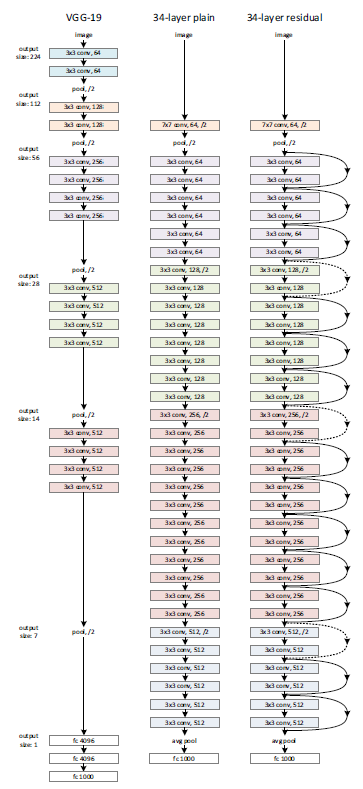 VGG-19
image
output
size: 224
3x3 conv, 64
3x3 conv, 64
output
size: 112
pool, /2
3x3 conv, 128
3x3 conv, 128
output
size: 56
pool, /2
3x3 conv, 256
3x3 conv, 256
3x3 conv, 256
3x3 conv, 256
output
size: 28
pool, /2
3x3 conv, 512
3x3 conv, 512
3x3 conv, 512
3x3 conv, 512
output
size: 14
pool, /2
3x3 conv, 512
3x3 conv, 512
3x3 conv, 512
3x3 conv, 512
output
size: 7
pool, /2
output
size: 1
fc 4096
fc 4096
fc 1000
34-layer plain
image
7x7 conv, 64, /2
pool, /2
3x3 conv, 64
3x3 conv, 64
3x3 conv, 64
3x3 conv, 64
3x3 conv, 64
3x3 conv, 64
3x3 conv, 128, /2
3x3 conv, 128
3x3 conv, 128
3x3 conv, 128
3x3 conv, 128
3x3 conv, 128
3x3 conv, 128
3x3 conv, 128
3x3 conv, 256, /2
3x3 conv, 256
3x3 conv, 256
3x3 conv, 256
3x3 conv, 256
3x3 conv, 256
3x3 conv, 256
3x3 conv, 256
3x3 conv, 256
3x3 conv, 256
3x3 conv, 256
3x3 conv, 256
3x3 conv, 512, /2
3x3 conv, 512
3x3 conv, 512
3x3 conv, 512
3x3 conv, 512
3x3 conv, 512
avg pool
fc 1000
34-layer residual
image
7x7 conv, 64, /2
pool, /2
3x3 conv, 64
3x3 conv, 64
3x3 conv, 64
3x3 conv, 64
3x3 conv, 64
3x3 conv, 64
3x3 conv, 128, /2
3x3 conv, 128
3x3 conv, 128
3x3 conv, 128
3x3 conv, 128
3x3 conv, 128
3x3 conv, 128
3x3 conv, 128
3x3 conv, 256, /2
3x3 conv, 256
3x3 conv, 256
3x3 conv, 256
3x3 conv, 256
3x3 conv, 256
3x3 conv, 256
3x3 conv, 256
3x3 conv, 256
3x3 conv, 256
3x3 conv, 256
3x3 conv, 256
3x3 conv, 512, /2
3x3 conv, 512
3x3 conv, 512
3x3 conv, 512
3x3 conv, 512
3x3 conv, 512
avg pool
fc 1000